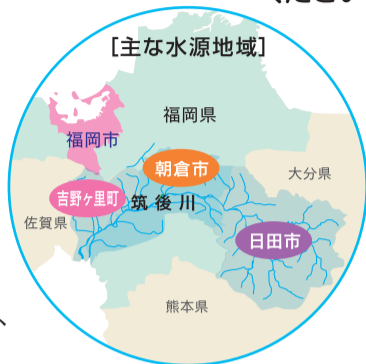 [主な水源地域]
福岡県
福岡市
朝倉市
大分県
吉野ヶ里町
筑後川
佐賀県
日田市
熊本県
、